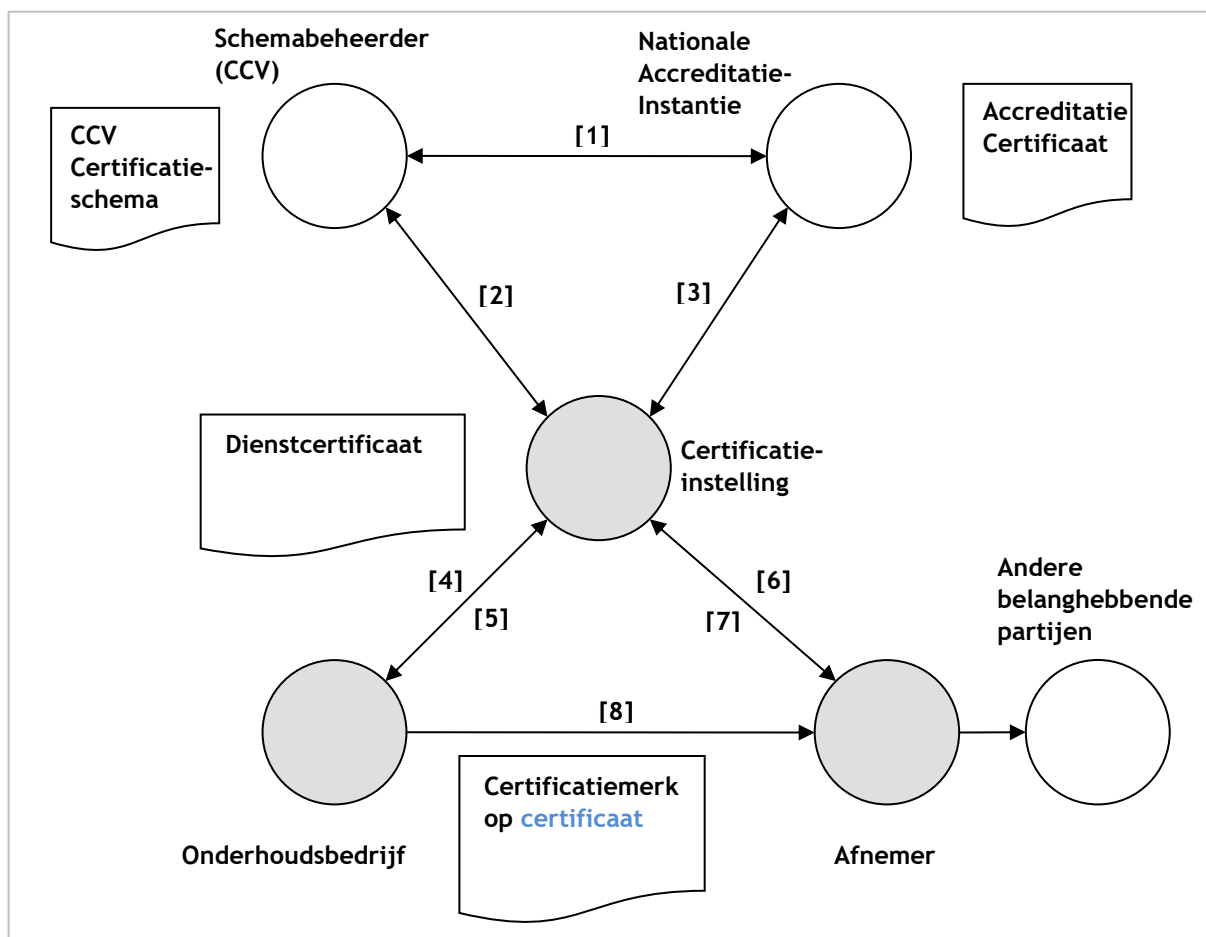 Schemabeheerder
(CCV)
Nationale
Accreditatie-
Instantie
CCV
Certificatie-
schema
[1]
Accreditatie
Certificaat
[2]
[3]
Dienstcertificaat
Certificatie-
instelling
[4]
[5]
[6]
[7]
Andere
belanghebbende
partijen
[8]
Certificatiemerk
op certificaat
Onderhoudsbedrijf
Afnemer